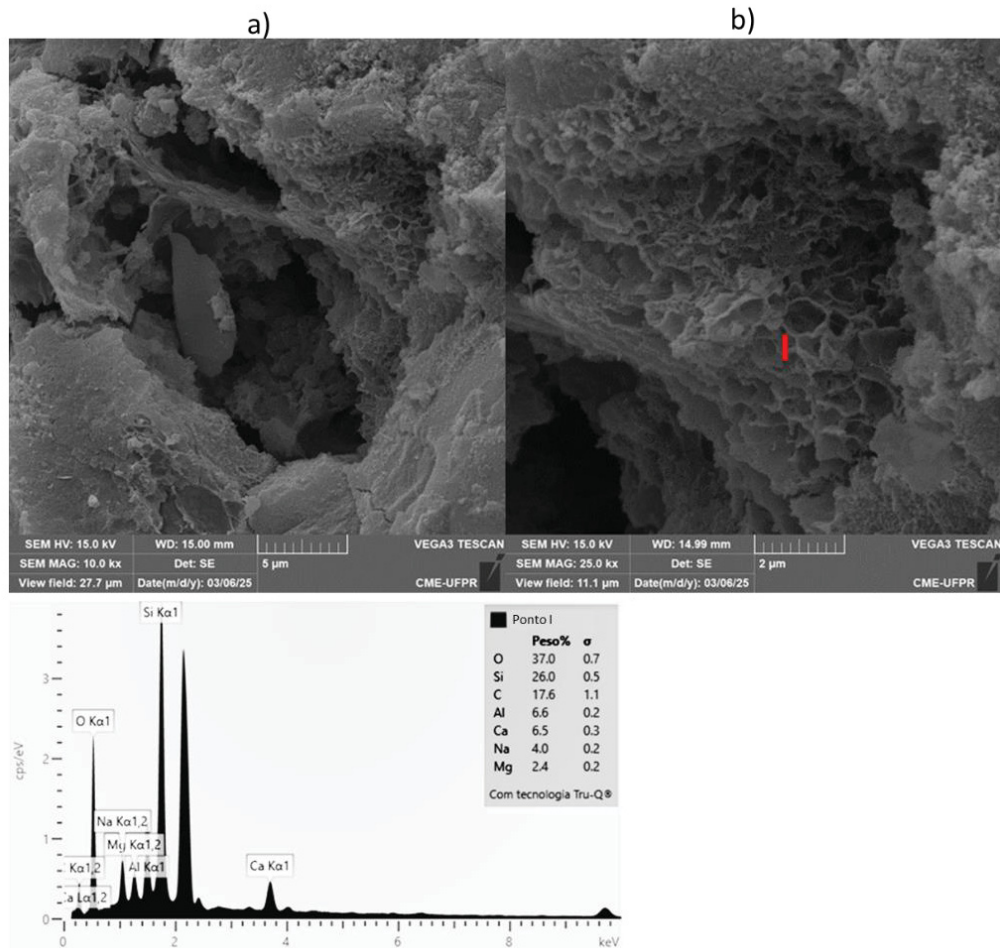 a)
b)
SEM HV: 15.0 kV WD: 15.00 mm VEGA3 TESCAN
SEM MAG: 10.0 kx Det: SE 5 µm
View field: 27.7 µm Date(m/d/y): 03/06/25 CME-UFPR
SEM HV: 15.0 kV WD: 14.99 mm VEGA3 TESCAN
SEM MAG: 25.0 kx Det: SE 2 µm
View field: 11.1 µm Date(m/d/y): 03/06/25 CME-UFPR
Si Kα1
O Kα1
Na Kα1,2
Mg Kα1,2
Kα1,2
Al Kα1
a Lα1,2
Ca Kα1
cps/eV
3
2
1
0
0 2 4 6 8 keV
Ponto I
Peso% σ
O 37.0 0.7
Si 26.0 0.5
C 17.6 1.1
Al 6.6 0.2
Ca 6.5 0.3
Na 4.0 0.2
Mg 2.4 0.2
Com tecnologia Tru-Q®